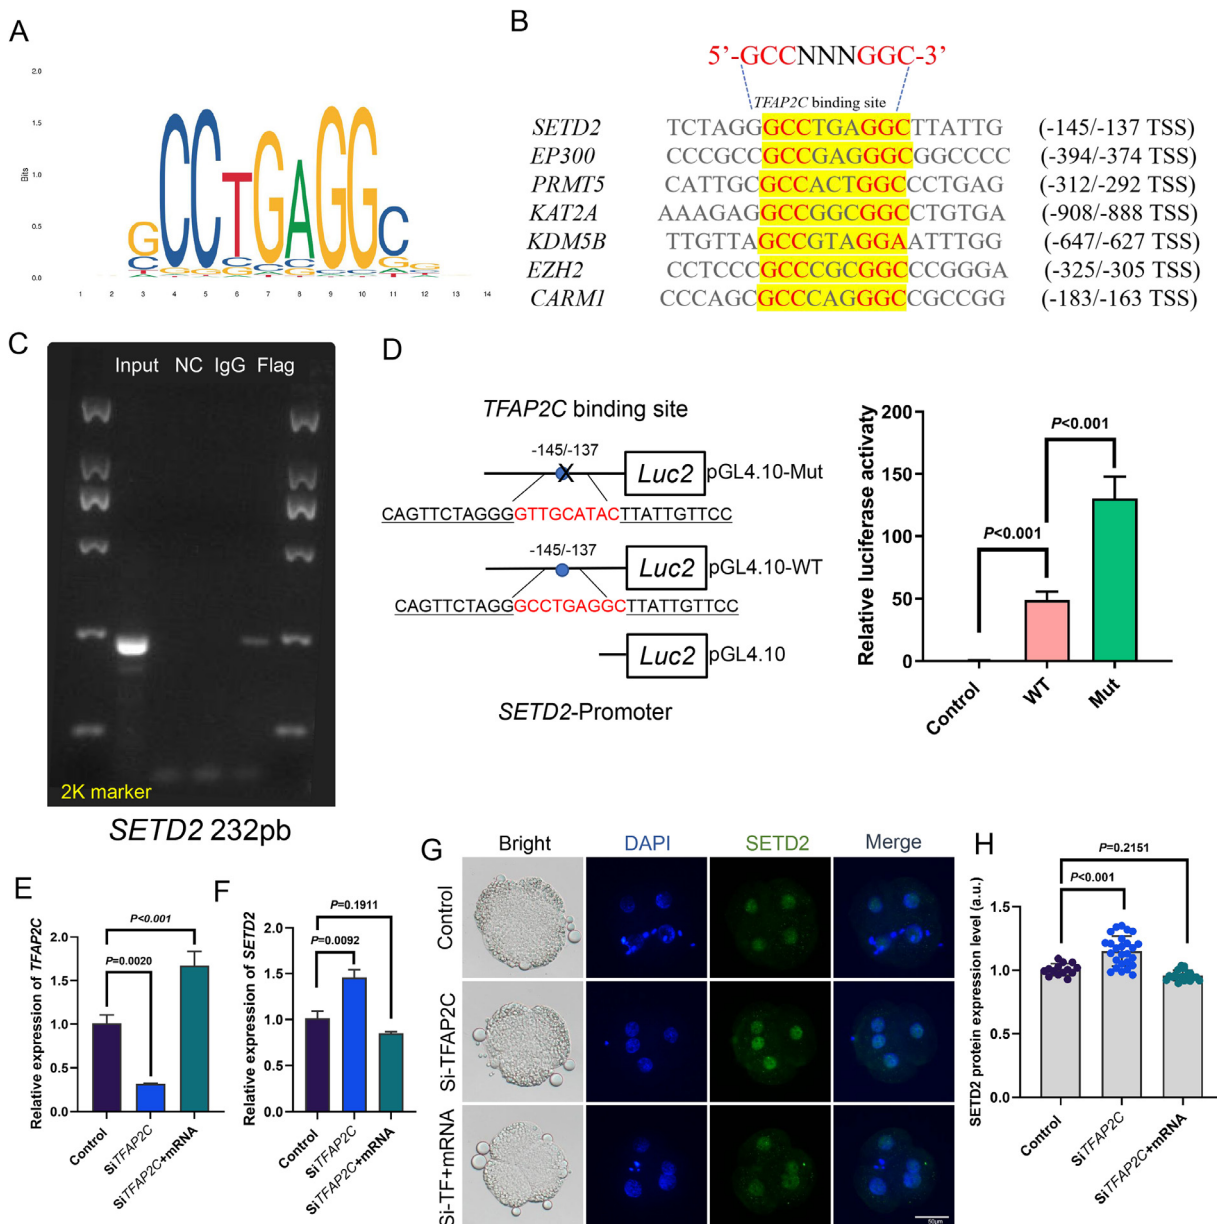 A
2.0
1.5
Bits
1.0
0.5
0.0
GCCTGAGGC
1 2 3 4 5 6 7 8 9 10 11 12 13 14
B
5’-GCCNNNGGC-3’
TFAP2C binding site
SETD2 TCTAGGGCCTGAGGCTTATTG (-145/-137 TSS)
EP300 CCCGCCGCCGAGGGCGGCCCC (-394/-374 TSS)
PRMT5 CATTGCGCCACTGGCCCTGAG (-312/-292 TSS)
KAT2A AAAGAGGCCGGCGGCCTGTGA (-908/-888 TSS)
KDM5B TTGTTAGCCGTAGGAATTTGG (-647/-627 TSS)
EZH2 CCTCCCGCCCGCGGCCCGGGA (-325/-305 TSS)
CARM1 CCCAGCGCCCAGGGCCGCCGG (-183/-163 TSS)
C
Input NC IgG Flag
2K marker
SETD2 232pb
D
TFAP2C binding site
-145/-137
X
Luc2 pGL4.10-Mut
CAGTTCTAGGGGTTGCATACTTATTGTTCC
-145/-137
Luc2 pGL4.10-WT
CAGTTCTAGGGCCTGAGGCTTATTGTTCC
Luc2 pGL4.10
SETD2-Promoter
Relative luciferase activaty
200
150
100
50
0
P<0.001
P<0.001
Control
WT
Mut
E
Relative expression of TFAP2C
2.0
1.5
1.0
0.5
0.0
P<0.001
P=0.0020
Control
SiTFAP2C
SiTFAP2C+mRNA
F
Relative expression of SETD2
2.0
1.5
1.0
0.5
0.0
P=0.1911
P=0.0092
Control
SiTFAP2C
SiTFAP2C+mRNA
G
Bright DAPI SETD2 Merge
Control
Si-TFAP2C
Si-TF+mRNA
50μm
H
SETD2 protein expression level (a.u.)
1.5
1.0
0.5
0.0
P=0.2151
P<0.001
Control
SiTFAP2C
SiTFAP2C+mRNA